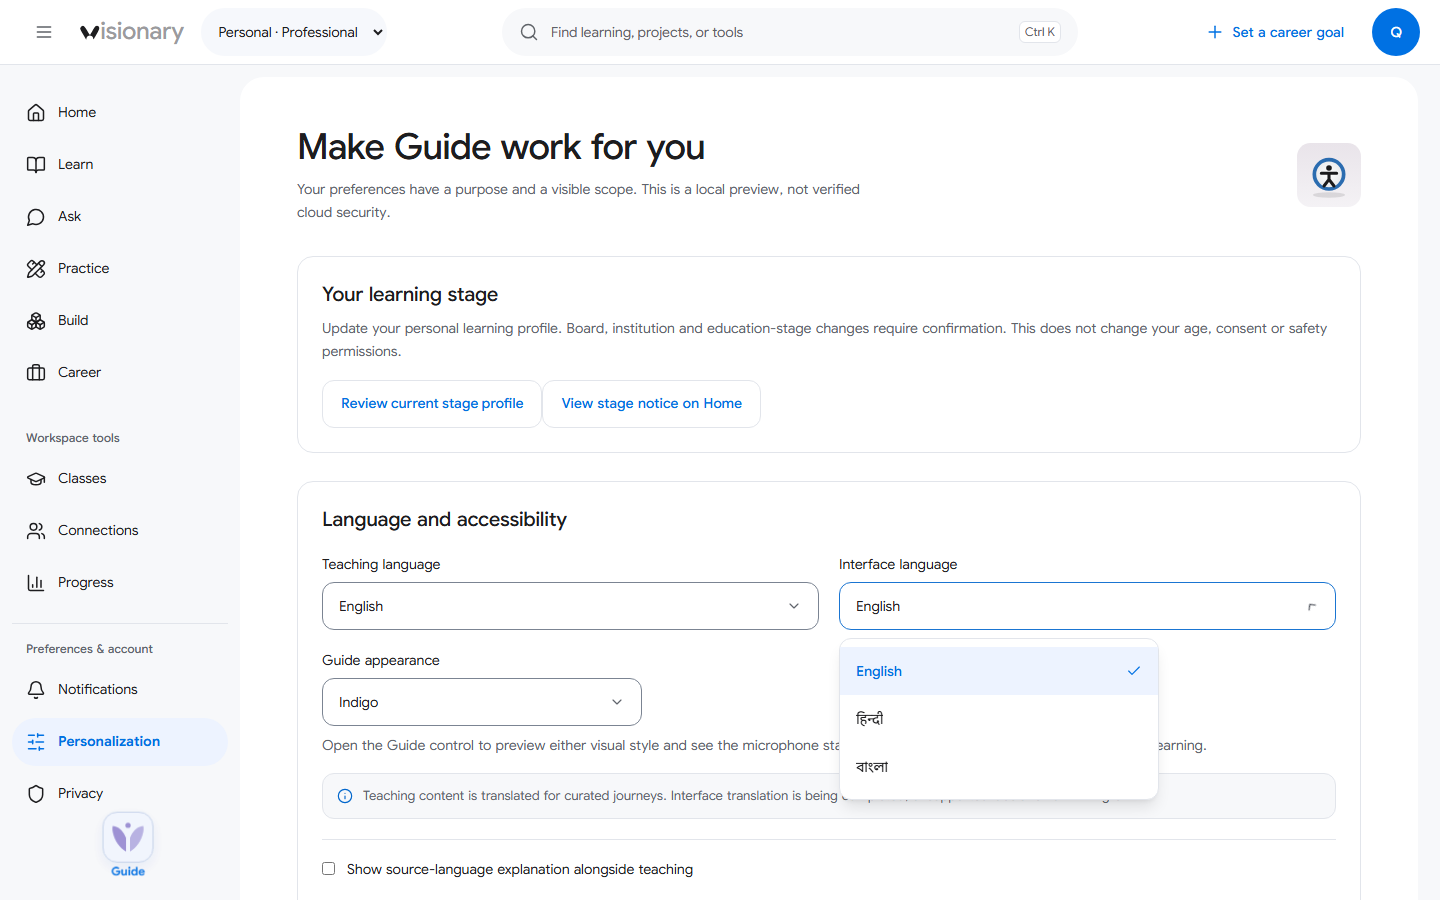 visionary
Personal · Professional
Find learning, projects, or tools
Ctrl K
Set a career goal
Q
Home
Learn
Ask
Practice
Build
Career
Workspace tools
Classes
Connections
Progress
Preferences & account
Notifications
Personalization
Privacy
Guide
Make Guide work for you
Your preferences have a purpose and a visible scope. This is a local preview, not verified
cloud security.
Your learning stage
Update your personal learning profile. Board, institution and education-stage changes require confirmation. This does not change your age, consent or safety
permissions.
Review current stage profile
View stage notice on Home
Language and accessibility
Teaching language
English
Interface language
English
English
हिन्दी
বাংলা
Guide appearance
Indigo
Open the Guide control to preview either visual style and see the microphone
Teaching content is translated for curated journeys. Interface translation is being
Show source-language explanation alongside teaching